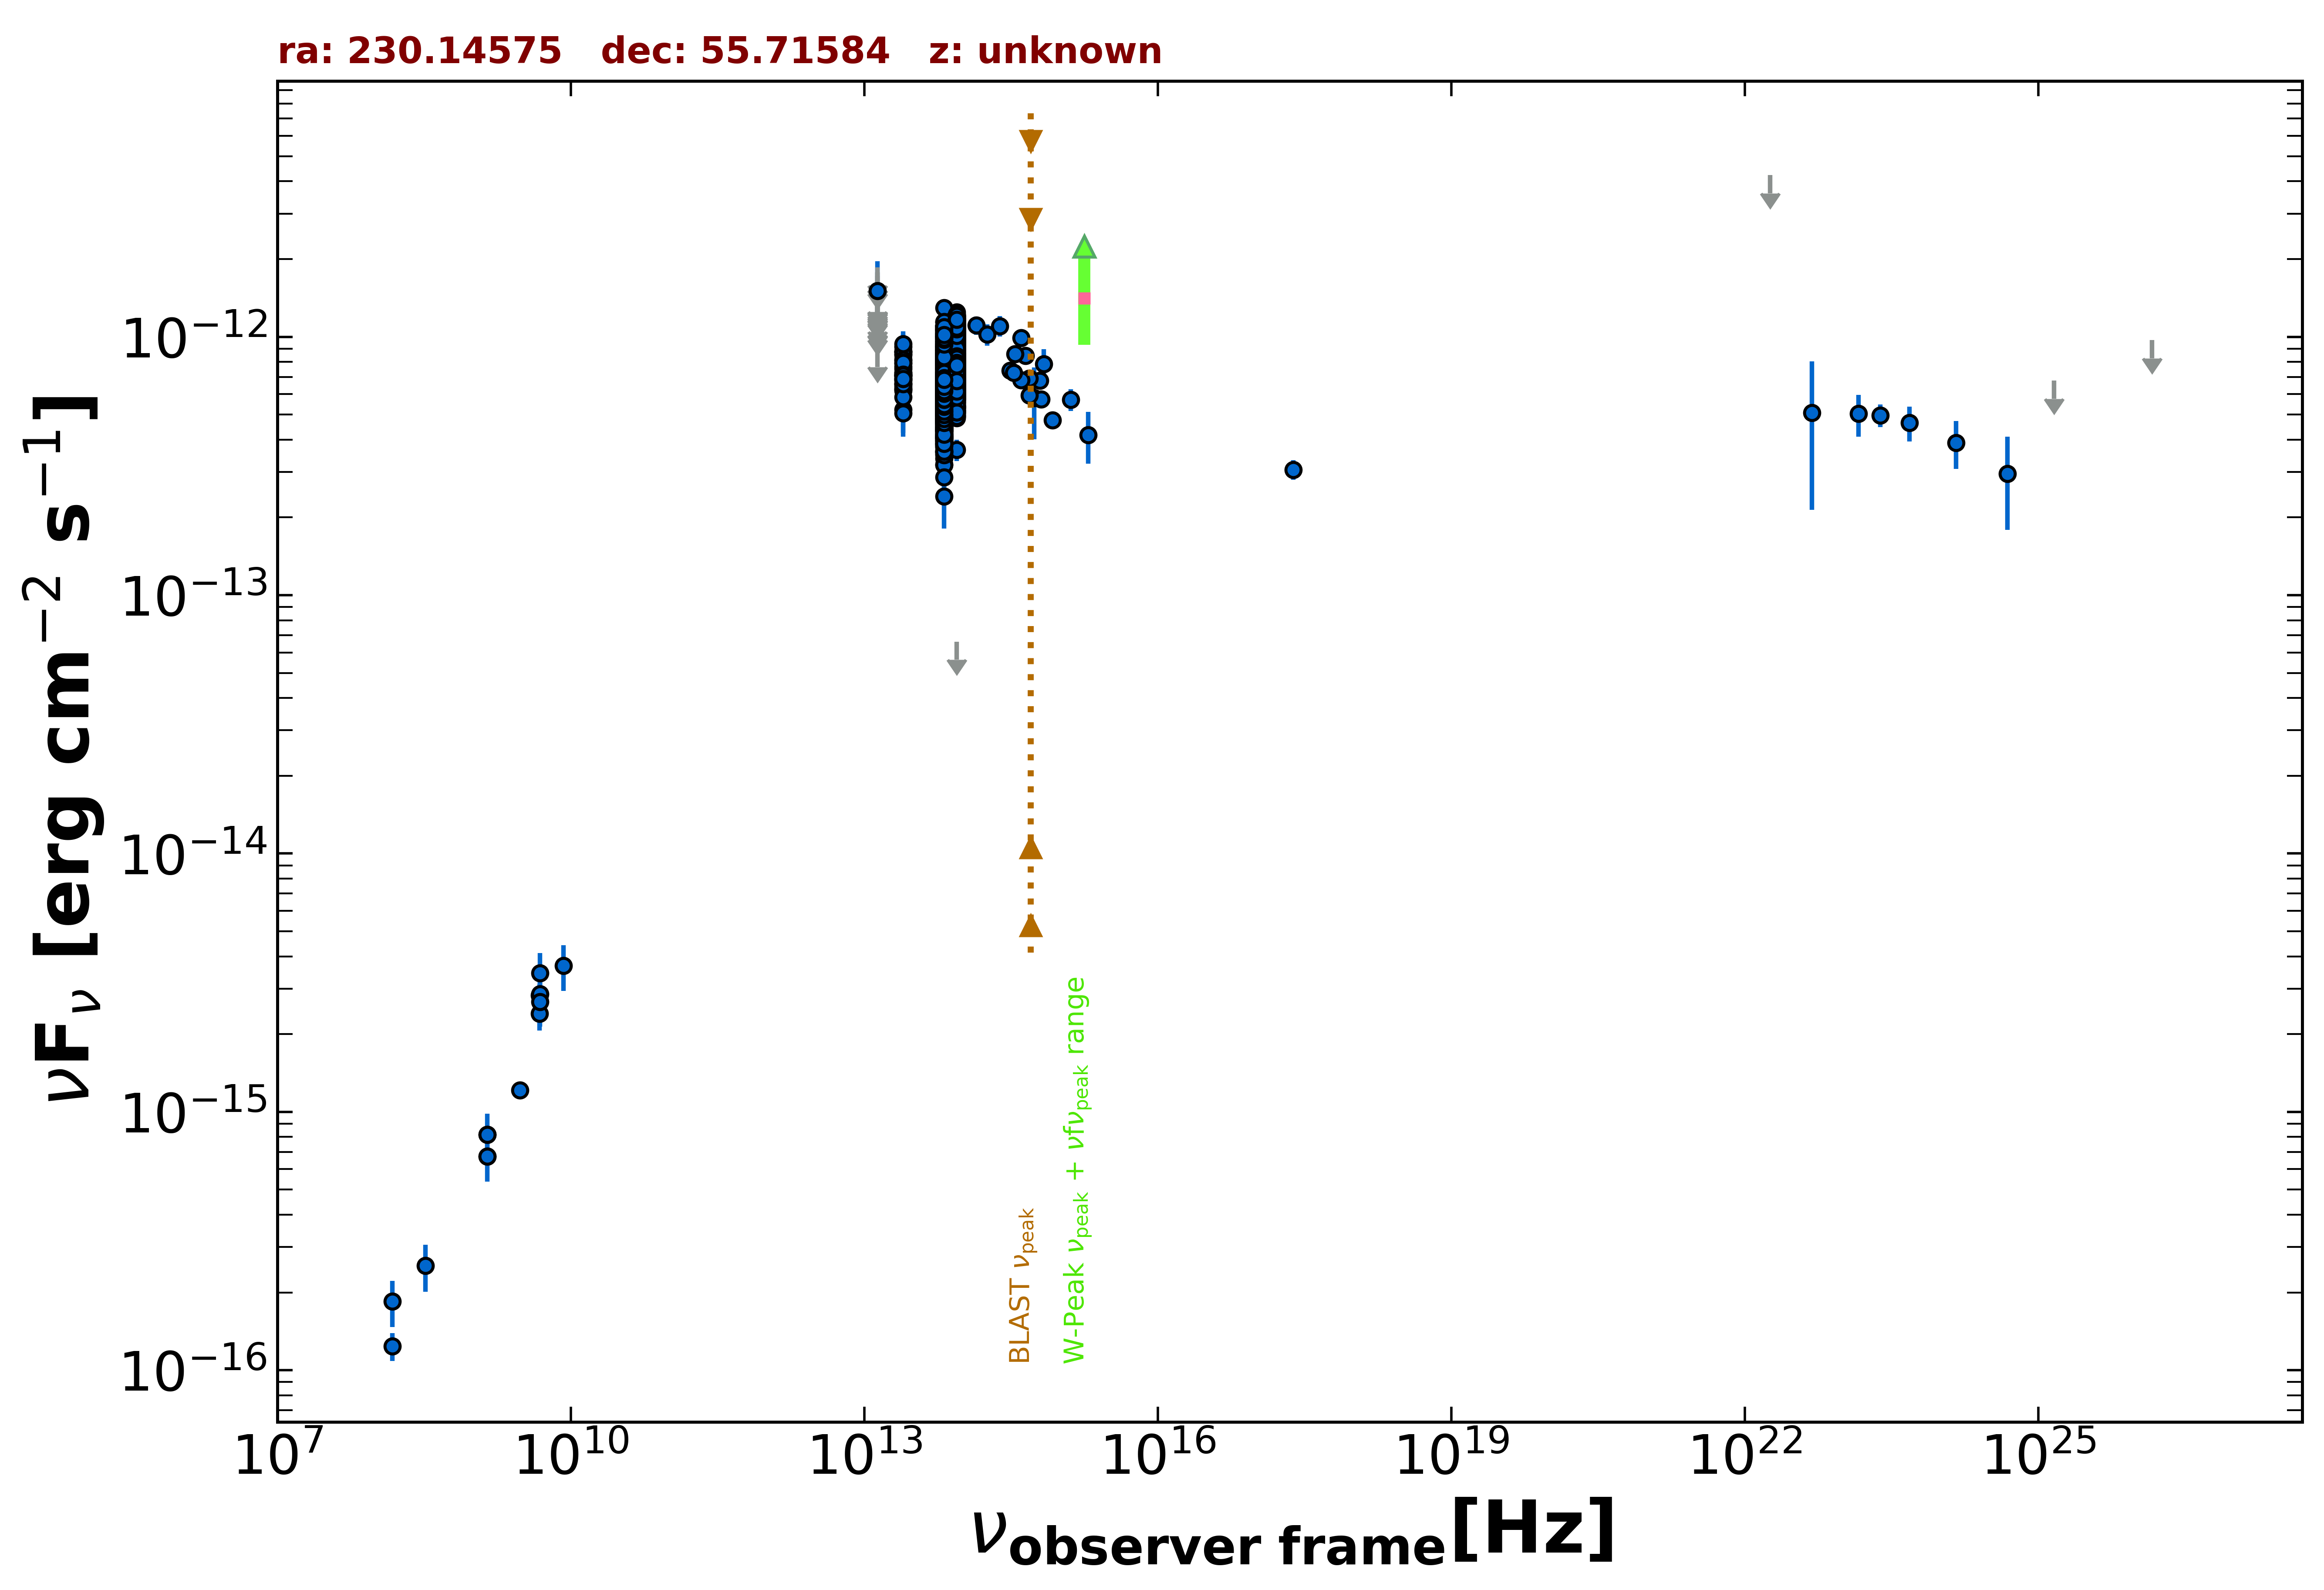 ra: 230.14575   dec: 55.71584   z: unknown
νFν [erg cm⁻² s⁻¹]
10⁻¹²
10⁻¹³
10⁻¹⁴
10⁻¹⁵
10⁻¹⁶
BLAST νpeak
W-Peak νpeak + νfνpeak range
10⁷ 10¹⁰ 10¹³ 10¹⁶ 10¹⁹ 10²² 10²⁵
νobserver frame[Hz]